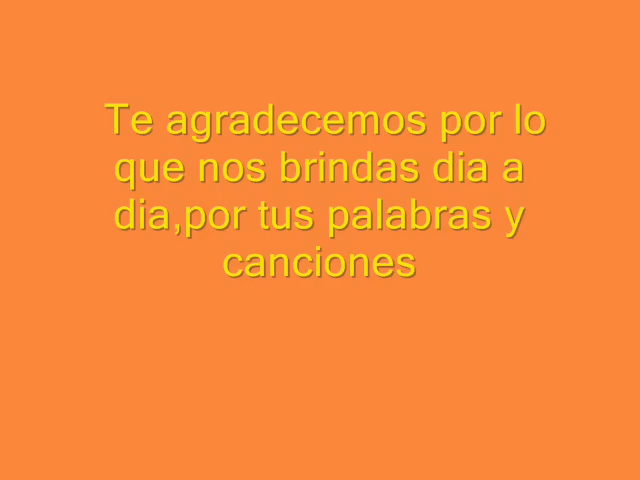 Te agradecemos por lo
que nos brindas dia a
dia,por tus palabras y
canciones